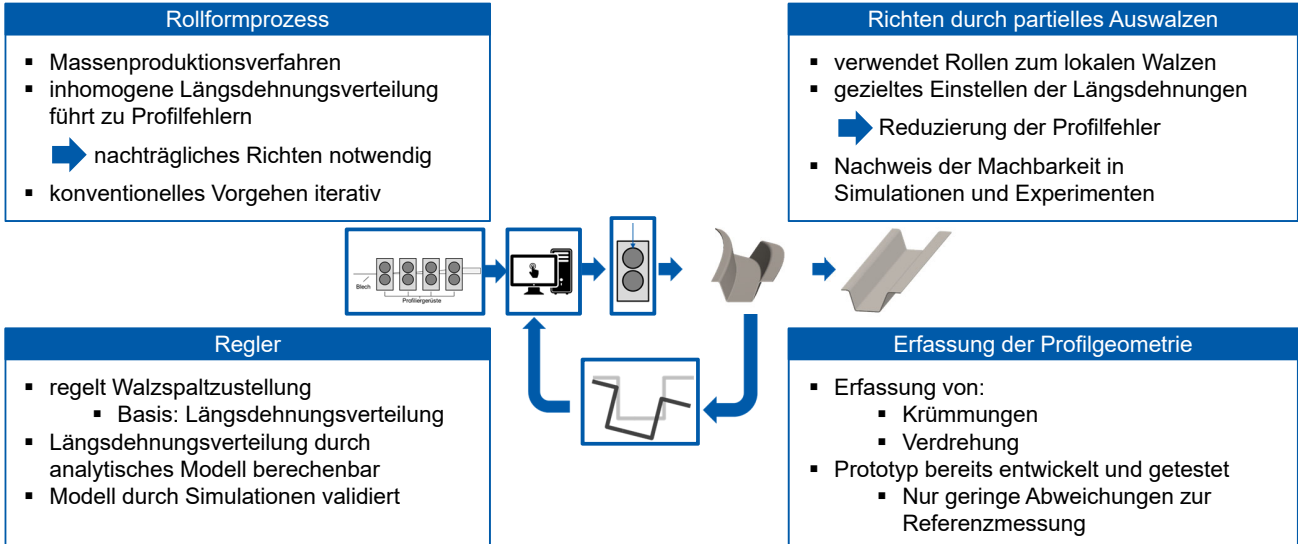 Rollformprozess
▪ Massenproduktionsverfahren
▪ inhomogene Längsdehnungsverteilung
führt zu Profilfehlern
nachträgliches Richten notwendig
▪ konventionelles Vorgehen iterativ
Richten durch partielles Auswalzen
▪ verwendet Rollen zum lokalen Walzen
▪ gezieltes Einstellen der Längsdehnungen
Reduzierung der Profilfehler
▪ Nachweis der Machbarkeit in
Simulationen und Experimenten
Blech
Profiliergerüste
Regler
▪ regelt Walzspaltzustellung
▪ Basis: Längsdehnungsverteilung
▪ Längsdehnungsverteilung durch
analytisches Modell berechenbar
▪ Modell durch Simulationen validiert
Erfassung der Profilgeometrie
▪ Erfassung von:
▪ Krümmungen
▪ Verdrehung
▪ Prototyp bereits entwickelt und getestet
▪ Nur geringe Abweichungen zur
Referenzmessung